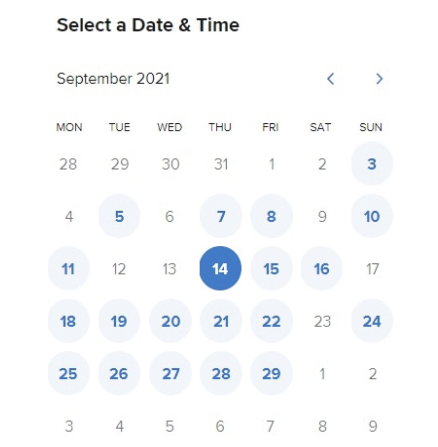 Select a Date & Time
September 2021
MON TUE WED THU FRI SAT SUN
28 29 30 31 1 2 3
4 5 6 7 8 9 10
11 12 13 14 15 16 17
18 19 20 21 22 23 24
25 26 27 28 29 1 2
3 4 5 6 7 8 9